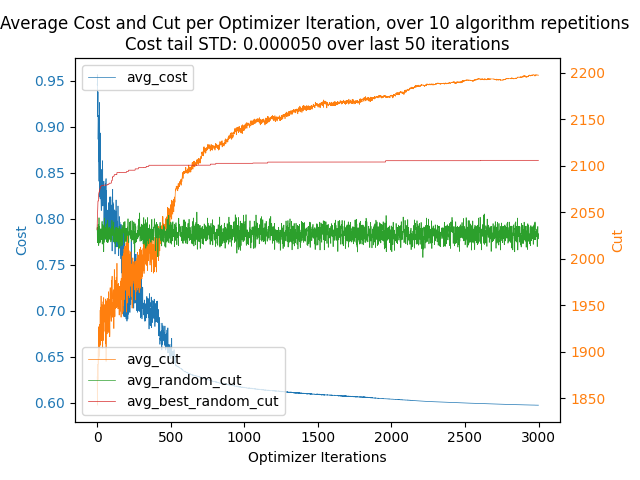 Average Cost and Cut per Optimizer Iteration, over 10 algorithm repetitions
Cost tail STD: 0.000050 over last 50 iterations
avg_cost
0.95
0.90
0.85
0.80
0.75
0.70
0.65
0.60
Cost
2200
2150
2100
2050
2000
1950
1900
1850
Cut
avg_cut
avg_random_cut
avg_best_random_cut
0
500
1000
1500
2000
2500
3000
Optimizer Iterations